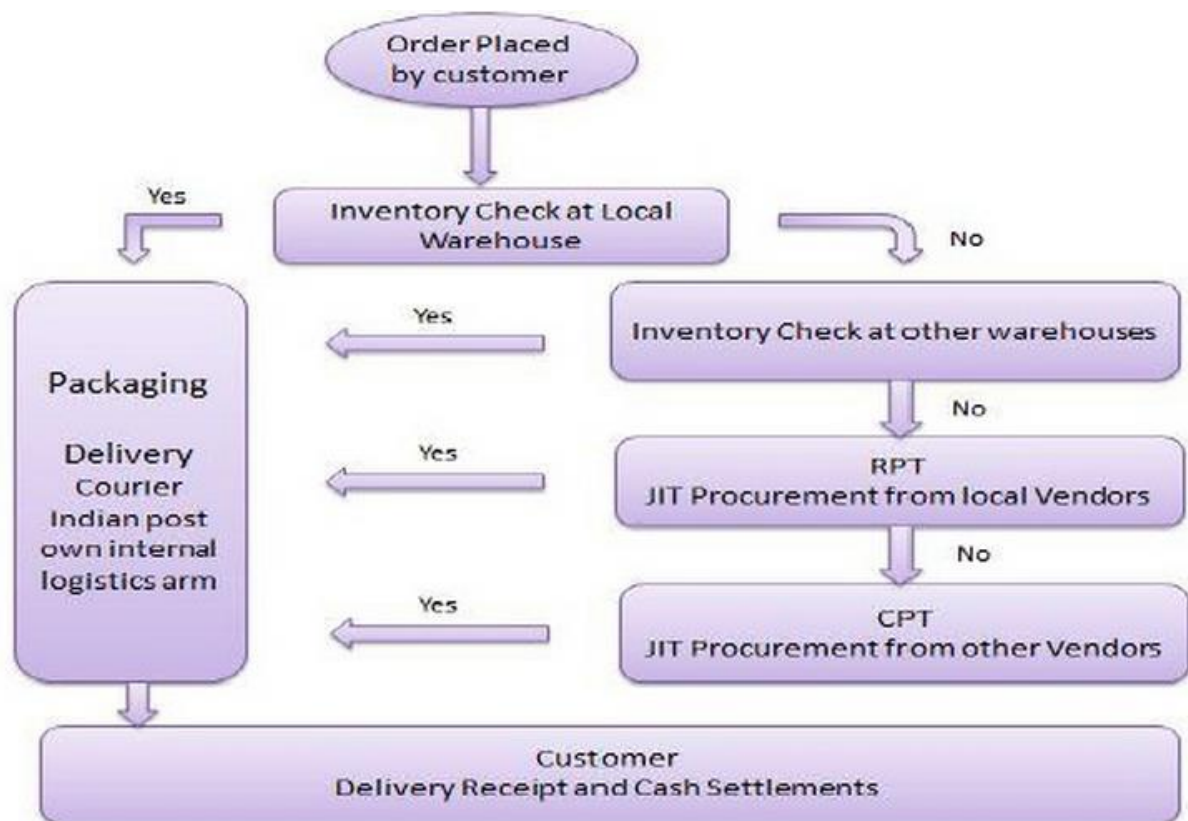 Order Placed
by customer
Yes
Inventory Check at Local
Warehouse
No
Packaging
Delivery
Courier
Indian post
own internal
logistics arm
Yes
Inventory Check at other warehouses
No
Yes
RPT
JIT Procurement from local Vendors
No
Yes
CPT
JIT Procurement from other Vendors
Customer
Delivery Receipt and Cash Settlements